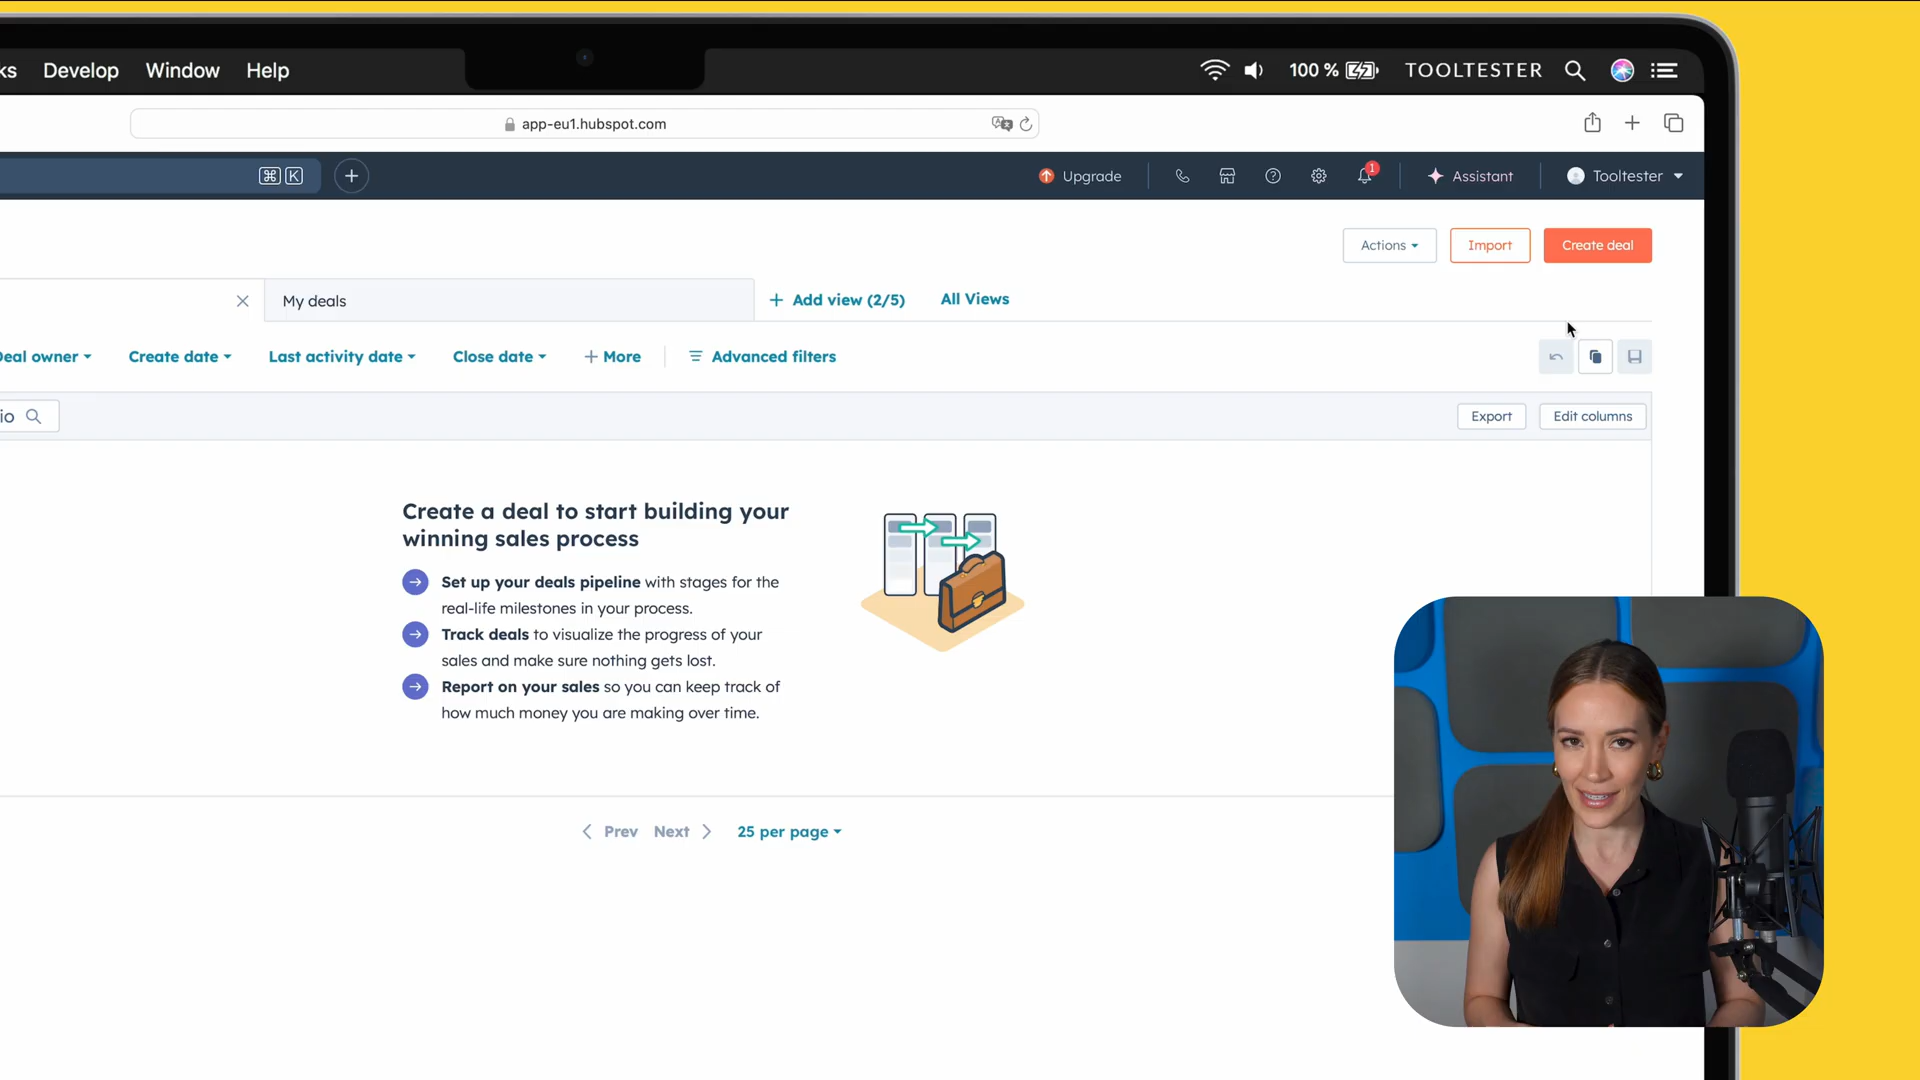 ks Develop Window Help 100 % TOOLTESTER
app-eu1.hubspot.com
⌘ K Upgrade 1 Assistant Tooltester
Actions Import Create deal
My deals + Add view (2/5) All Views
Deal owner Create date Last activity date Close date + More Advanced filters
io Export Edit columns
Create a deal to start building your
winning sales process
Set up your deals pipeline with stages for the
real-life milestones in your process.
Track deals to visualize the progress of your
sales and make sure nothing gets lost.
Report on your sales so you can keep track of
how much money you are making over time.
Prev Next 25 per page